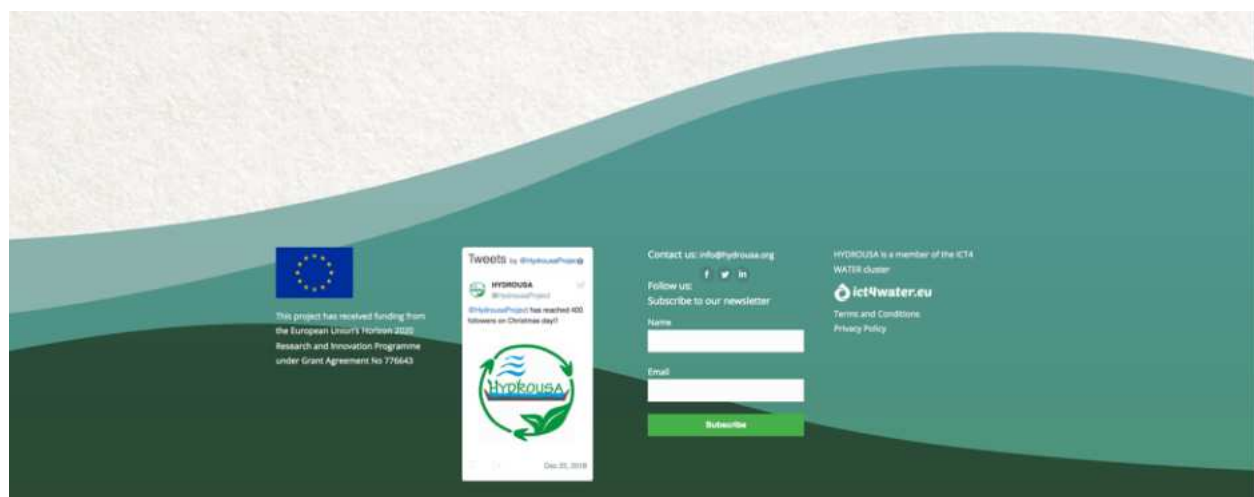 This project has received funding from
the European Union's Horizon 2020
Research and Innovation Programme
under Grant Agreement No 776643
Tweets by @HydrousaProject
HYDROUSA
@HydrousaProject
@HydrousaProject has reached 400
followers on Christmas day!!
HYDROUSA
Dec 25, 2018
Contact us: info@hydrousa.org
Follow us:
Subscribe to our newsletter
Name
Email
Subscribe
HYDROUSA is a member of the ICT4
WATER cluster
ict4water.eu
Terms and Conditions
Privacy Policy